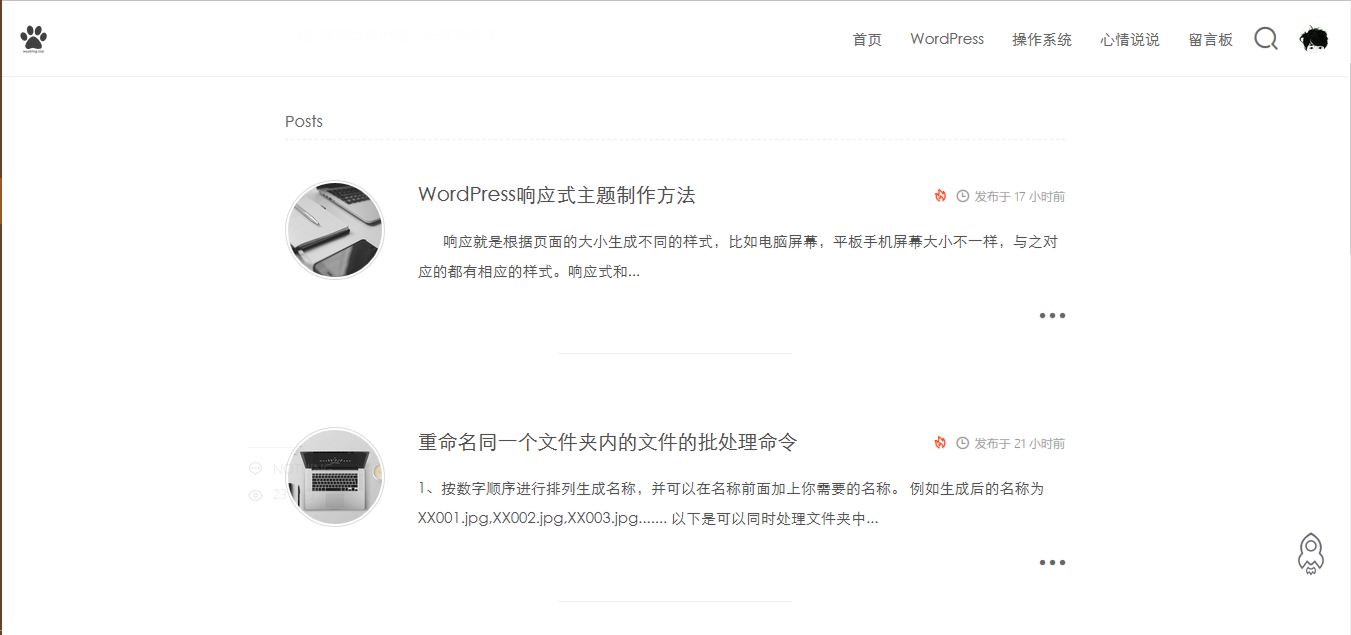 首页 WordPress 操作系统 心情说说 留言板
Posts
WordPress响应式主题制作方法
发布于 17 小时前
响应就是根据页面的大小生成不同的样式，比如电脑屏幕，平板手机屏幕大小不一样，与之对
应的都有相应的样式。响应式和...
重命名同一个文件夹内的文件的批处理命令
发布于 21 小时前
1、按数字顺序进行排列生成名称，并可以在名称前面加上你需要的名称。 例如生成后的名称为
XX001.jpg,XX002.jpg,XX003.jpg....... 以下是可以同时处理文件夹中...